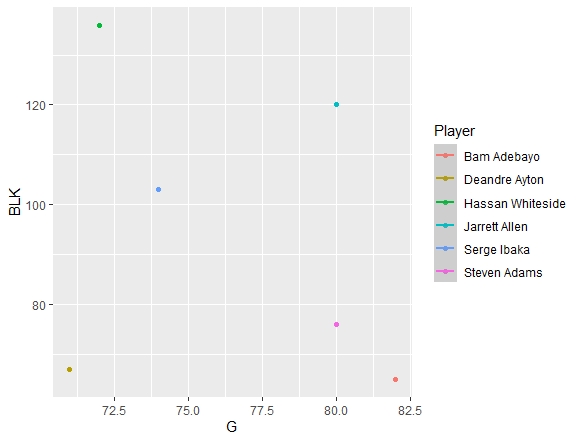 BLK
120
100
80
72.5
75.0
77.5
80.0
82.5
G
Player
Bam Adebayo
Deandre Ayton
Hassan Whiteside
Jarrett Allen
Serge Ibaka
Steven Adams